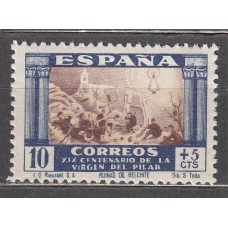 ESPAÑA
CORREOS
10 + 5 CTS
XIX CENTENARIO DE LA
VIRGEN DEL PILAR
RUINAS DE BELCHITE